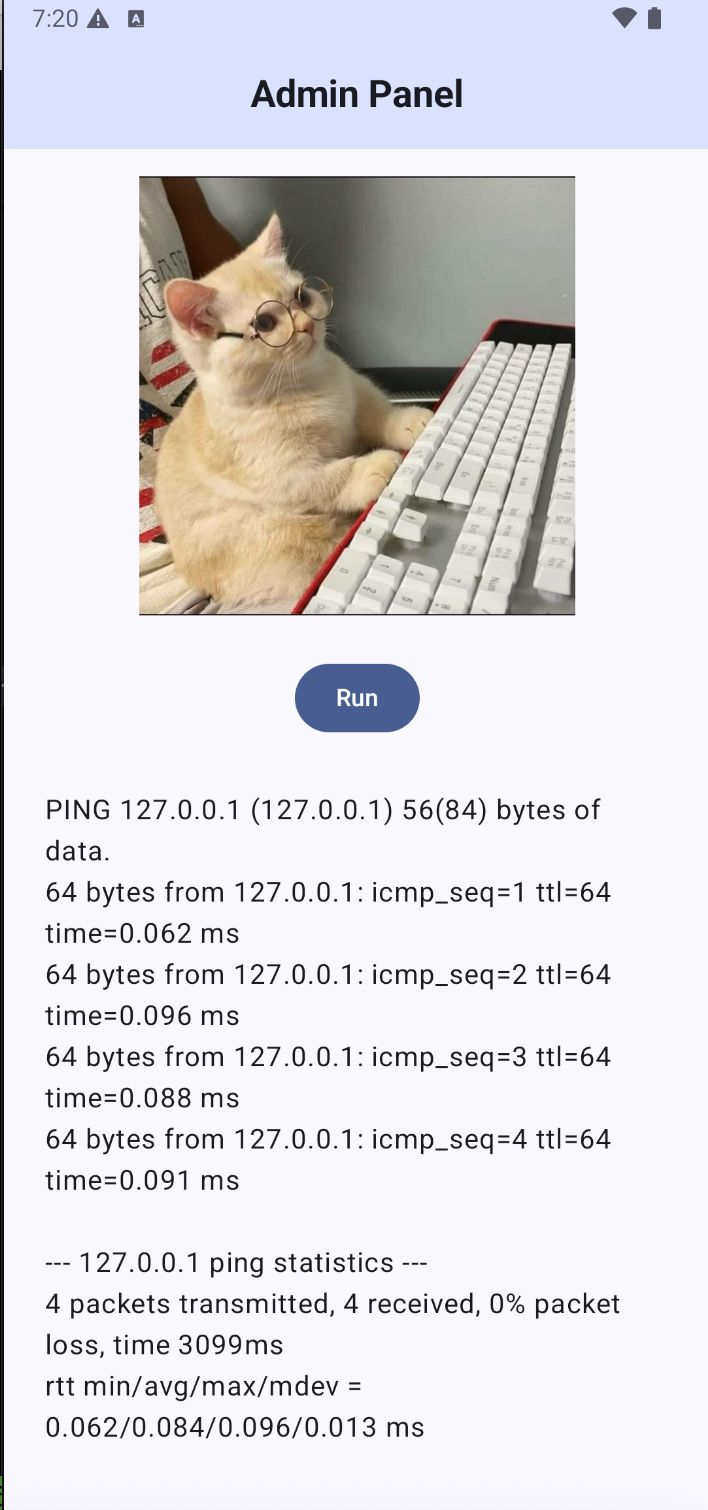 7:20
Admin Panel
Run
PING 127.0.0.1 (127.0.0.1) 56(84) bytes of
data.
64 bytes from 127.0.0.1: icmp_seq=1 ttl=64
time=0.062 ms
64 bytes from 127.0.0.1: icmp_seq=2 ttl=64
time=0.096 ms
64 bytes from 127.0.0.1: icmp_seq=3 ttl=64
time=0.088 ms
64 bytes from 127.0.0.1: icmp_seq=4 ttl=64
time=0.091 ms
--- 127.0.0.1 ping statistics ---
4 packets transmitted, 4 received, 0% packet
loss, time 3099ms
rtt min/avg/max/mdev =
0.062/0.084/0.096/0.013 ms